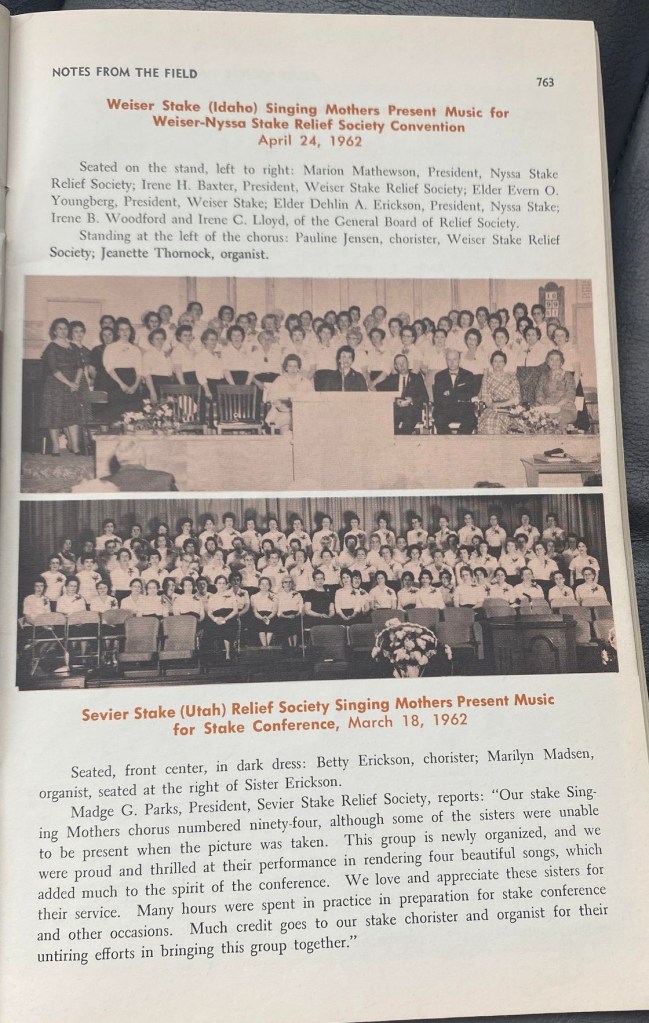 NOTES FROM THE FIELD
763
Weiser Stake (Idaho) Singing Mothers Present Music for
Weiser-Nyssa Stake Relief Society Convention
April 24, 1962
Seated on the stand, left to right: Marion Mathewson, President, Nyssa Stake
Relief Society; Irene H. Baxter, President, Weiser Stake Relief Society; Elder Evern O.
Youngberg, President, Weiser Stake; Elder Dehlin A. Erickson, President, Nyssa Stake;
Irene B. Woodford and Irene C. Lloyd, of the General Board of Relief Society.
Standing at the left of the chorus: Pauline Jensen, chorister, Weiser Stake Relief
Society; Jeanette Thornock, organist.
Sevier Stake (Utah) Relief Society Singing Mothers Present Music
for Stake Conference, March 18, 1962
Seated, front center, in dark dress: Betty Erickson, chorister; Marilyn Madsen,
organist, seated at the right of Sister Erickson.
Madge G. Parks, President, Sevier Stake Relief Society, reports: “Our stake Sing-
ing Mothers chorus numbered ninety-four, although some of the sisters were unable
to be present when the picture was taken. This group is newly organized, and we
were proud and thrilled at their performance in rendering four beautiful songs, which
added much to the spirit of the conference. We love and appreciate these sisters for
their service. Many hours were spent in practice in preparation for stake conference
and other occasions. Much credit goes to our stake chorister and organist for their
untiring efforts in bringing this group together.”